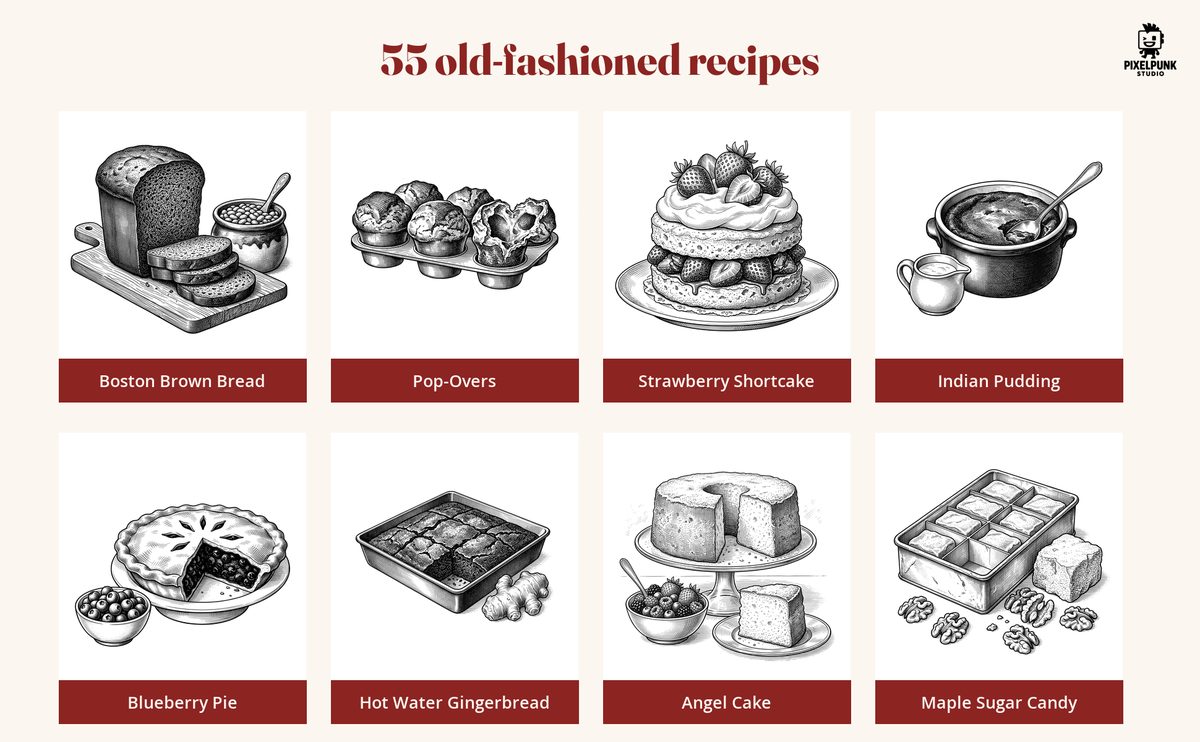 55 old-fashioned recipes
PIXELPUNK
STUDIO
Boston Brown Bread
Pop-Overs
Strawberry Shortcake
Indian Pudding
Blueberry Pie
Hot Water Gingerbread
Angel Cake
Maple Sugar Candy